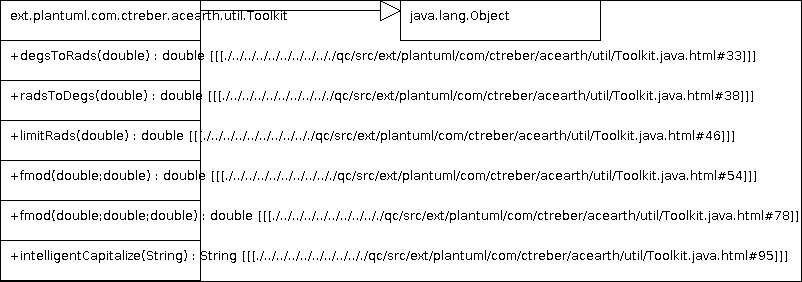 ext.plantuml.com.ctreber.acearth.util.Toolkit
java.lang.Object
+degsToRads(double) : double [[[./../../../../../../../../../qc/src/ext/plantuml/com/ctreber/acearth/util/Toolkit.java.html#33]]]
+radsToDegs(double) : double [[[./../../../../../../../../../qc/src/ext/plantuml/com/ctreber/acearth/util/Toolkit.java.html#38]]]
+limitRads(double) : double [[[./../../../../../../../../../qc/src/ext/plantuml/com/ctreber/acearth/util/Toolkit.java.html#46]]]
+fmod(double;double) : double [[[./../../../../../../../../../qc/src/ext/plantuml/com/ctreber/acearth/util/Toolkit.java.html#54]]]
+fmod(double;double;double) : double [[[./../../../../../../../../../qc/src/ext/plantuml/com/ctreber/acearth/util/Toolkit.java.html#78]]]
+intelligentCapitalize(String) : String [[[./../../../../../../../../../qc/src/ext/plantuml/com/ctreber/acearth/util/Toolkit.java.html#95]]]